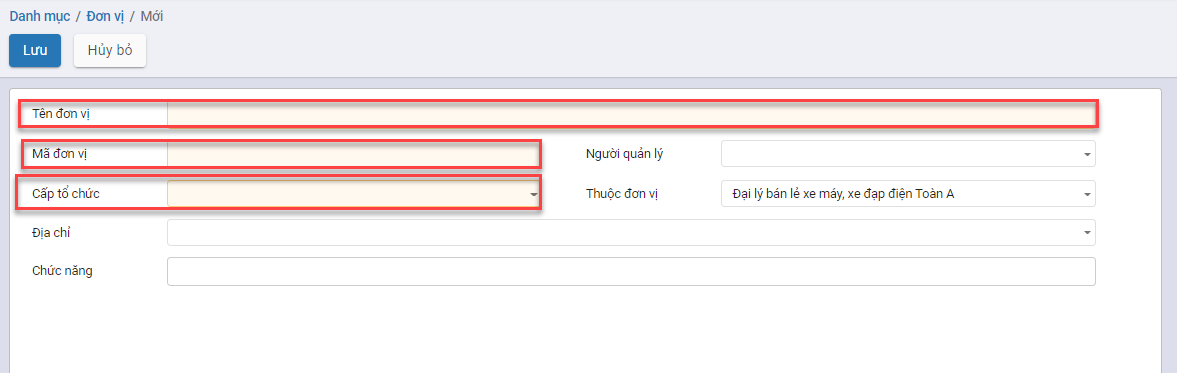 Danh mục / Đơn vị / Mới
Lưu Hủy bỏ
Tên đơn vị
Mã đơn vị Người quản lý
Cấp tổ chức Thuộc đơn vị Đại lý bán lẻ xe máy, xe đạp điện Toàn A
Địa chỉ
Chức năng